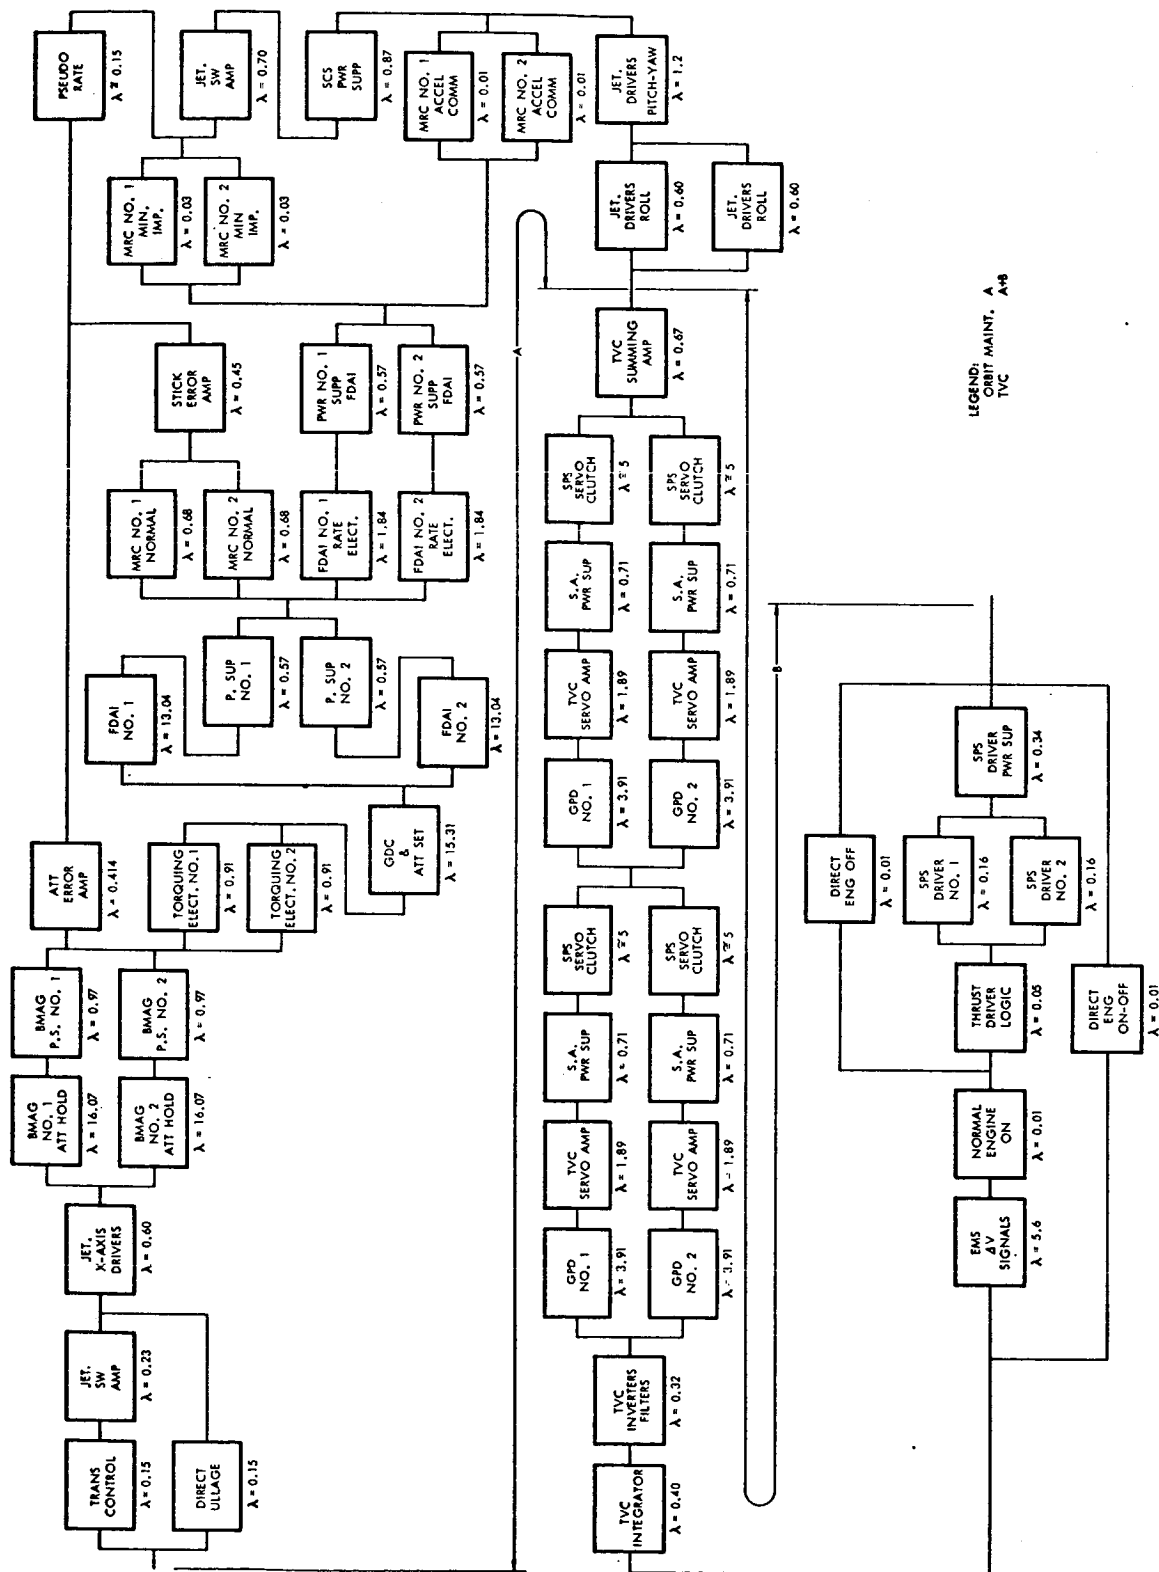 TRANS
CONTROL
λ = 0.15
DIRECT
ULLAGE
λ = 0.15
JET.
SW
AMP
λ = 0.23
JET.
X-AXIS
DRIVERS
λ = 0.60
BMAG
NO. 1
ATT HOLD
λ = 16.07
BMAG
NO. 2
ATT HOLD
λ = 16.07
BMAG
P.S. NO. 1
λ = 0.97
BMAG
P.S. NO. 2
λ = 0.97
ATT
ERROR
AMP
λ = 0.414
TORQUING
ELECT. NO. 1
λ = 0.91
TORQUING
ELECT. NO. 2
λ = 0.91
GDC
&
ATT SET
λ = 15.31
FDAI
NO. 1
λ = 13.04
P. SUP
NO. 1
λ = 0.57
P. SUP
NO. 2
λ = 0.57
FDAI
NO. 2
λ = 13.04
MRC NO. 1
NORMAL
λ = 0.68
MRC NO. 2
NORMAL
λ = 0.68
FDAI NO. 1
RATE
ELECT.
λ = 1.84
FDAI NO. 2
RATE
ELECT.
λ = 1.84
STICK
ERROR
AMP
λ = 0.45
PWR NO. 1
SUPP
FDAI
λ = 0.57
PWR NO. 2
SUPP
FDAI
λ = 0.57
MRC NO. 1
MIN.
IMP.
λ = 0.03
MRC NO. 2
MIN
IMP.
λ = 0.03
PSEUDO
RATE
λ ≅ 0.15
JET.
SW
AMP
λ = 0.70
SCS
PWR
SUPP
λ = 0.87
MRC NO. 1
ACCEL
COMM
λ = 0.01
MRC NO. 2
ACCEL
COMM
λ = 0.01
A
TVC
INTEGRATOR
λ = 0.40
TVC
INVERTERS
FILTERS
λ = 0.32
GPD
NO. 1
λ = 3.91
GPD
NO. 2
λ = 3.91
TVC
SERVO AMP
λ = 1.89
TVC
SERVO AMP
λ = 1.89
S.A.
PWR SUP
λ = 0.71
S.A.
PWR SUP
λ = 0.71
SPS
SERVO
CLUTCH
λ ≅ 5
SPS
SERVO
CLUTCH
λ ≅ 5
GPD
NO. 1
λ = 3.91
GPD
NO. 2
λ = 3.91
TVC
SERVO AMP
λ = 1.89
TVC
SERVO AMP
λ = 1.89
S.A.
PWR SUP
λ = 0.71
S.A.
PWR SUP
λ = 0.71
SPS
SERVO
CLUTCH
λ ≅ 5
SPS
SERVO
CLUTCH
λ ≅ 5
TVC
SUMMING
AMP
λ = 0.67
JET.
DRIVERS
ROLL
λ = 0.60
JET.
DRIVERS
ROLL
λ = 0.60
JET.
DRIVERS
PITCH-YAW
λ = 1.2
B
EMS
ΔV
SIGNALS
λ = 5.6
NORMAL
ENGINE
ON
λ = 0.01
DIRECT
ENG OFF
λ = 0.01
THRUST
DRIVER
LOGIC
λ = 0.05
SPS
DRIVER
NO. 1
λ = 0.16
SPS
DRIVER
NO. 2
λ = 0.16
SPS
DRIVER
PWR SUP
λ = 0.34
DIRECT
ENG
ON-OFF
λ = 0.01
LEGEND:
ORBIT MAINT. A
TVC A+B